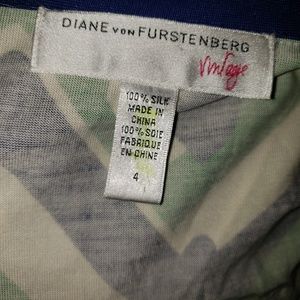 DIANE VON FURSTENBERG
vintage
100% SILK
MADE IN
CHINA
100% SOIE
FABRIQUE
EN CHINE
4